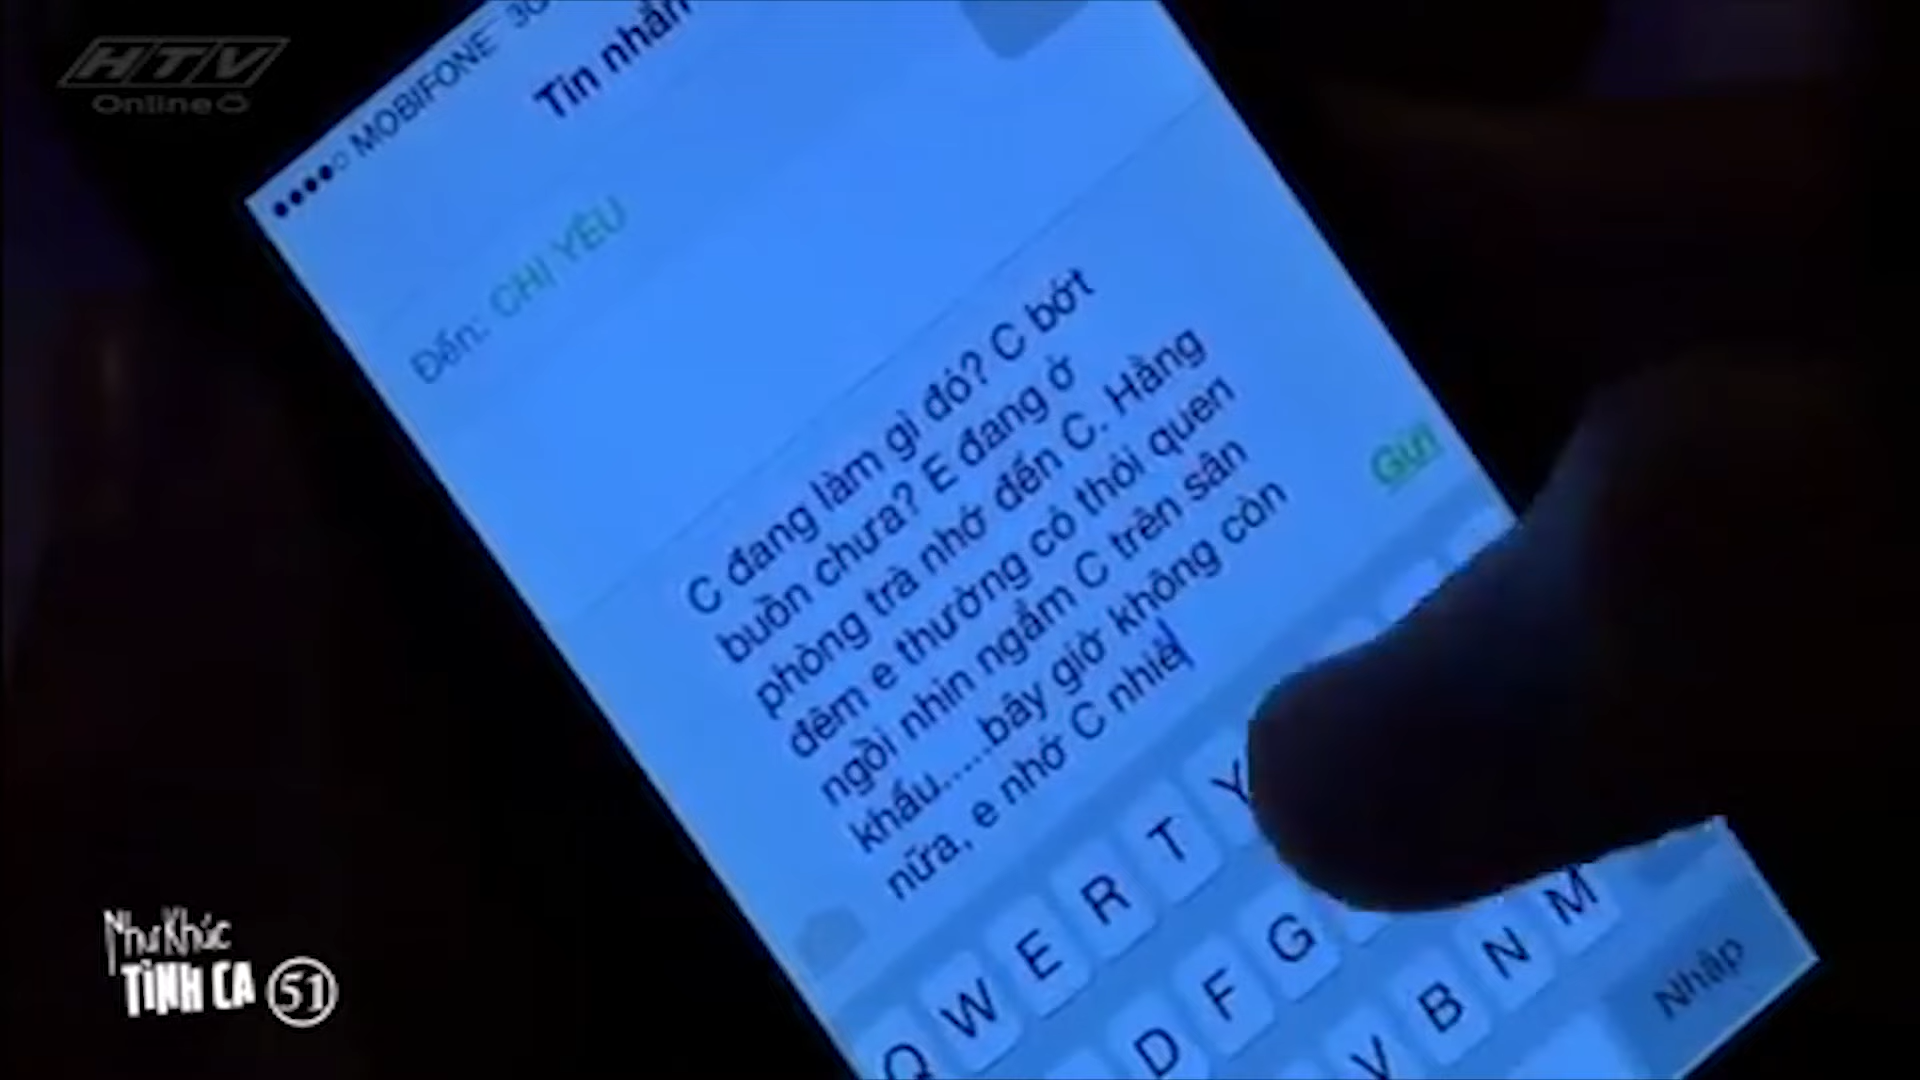 HTV
Online
MOBIFONE
Tin nhắn
Đến: CHỊ YÊU
C đang làm gì đó? C bớt
buồn chưa? E đang ở
phòng trà nhớ đến C. Hằng
đêm e thường có thói quen
ngồi nhìn ngắm C trên sân
khấu.....bây giờ không còn
nữa, e nhớ C nhiê
Gửi
Q W E R T Y
D F G
V B N M
Nhập
Như Khúc
TÌNH CA 51